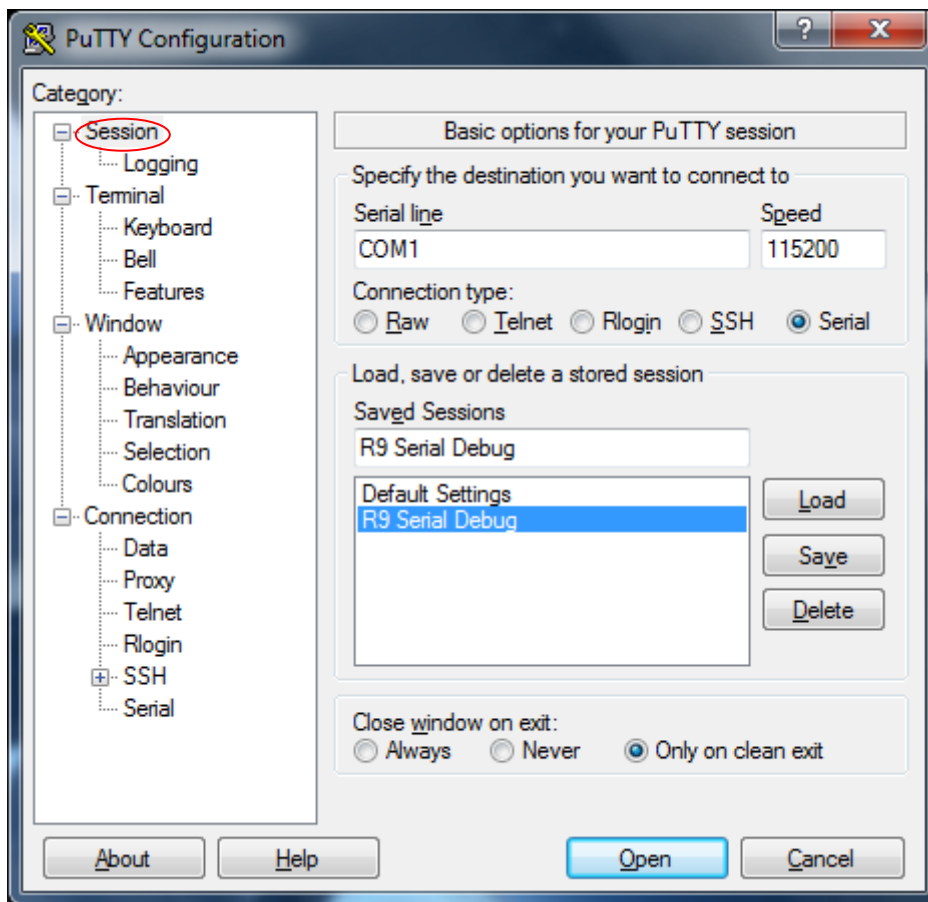 PuTTY Configuration
?
X
Category:
Session
Logging
Terminal
Keyboard
Bell
Features
Window
Appearance
Behaviour
Translation
Selection
Colours
Connection
Data
Proxy
Telnet
Rlogin
SSH
Serial
Basic options for your PuTTY session
Specify the destination you want to connect to
Serial line Speed
COM1 115200
Connection type:
Raw Telnet Rlogin SSH Serial
Load, save or delete a stored session
Saved Sessions
R9 Serial Debug
Default Settings
R9 Serial Debug
Load
Save
Delete
Close window on exit:
Always Never Only on clean exit
About Help Open Cancel